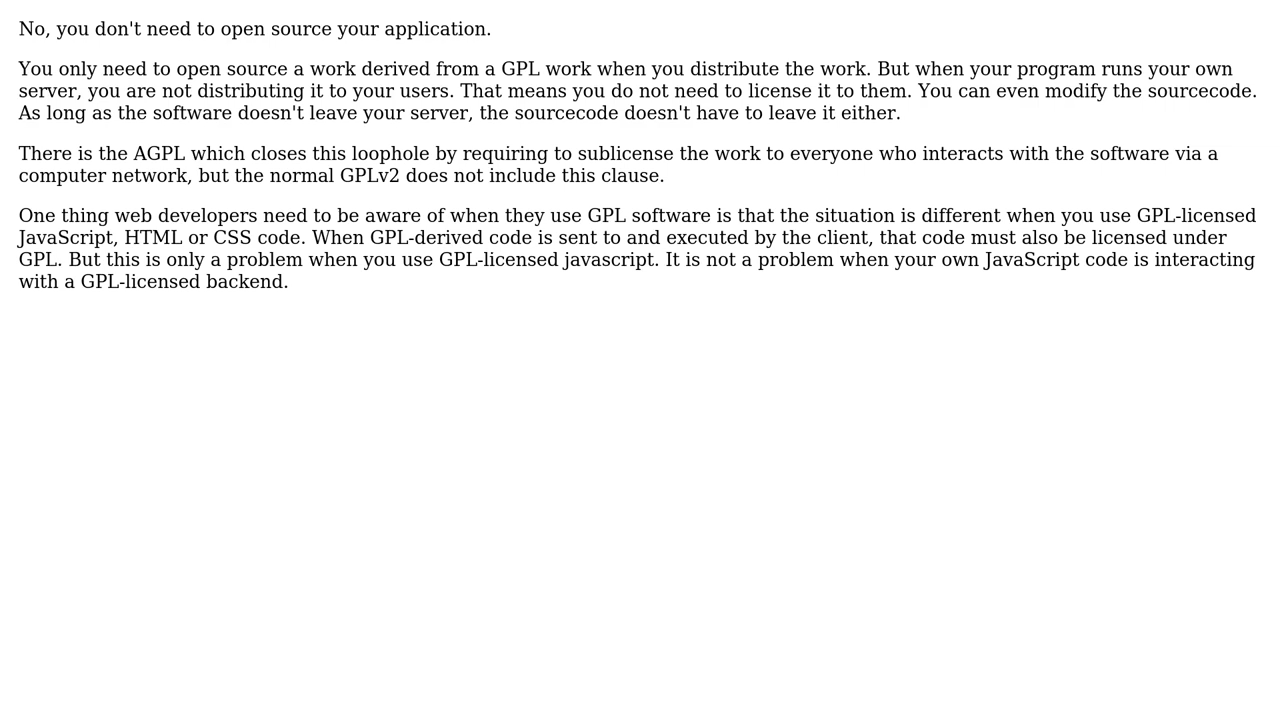 No, you don't need to open source your application.
You only need to open source a work derived from a GPL work when you distribute the work. But when your program runs your own
server, you are not distributing it to your users. That means you do not need to license it to them. You can even modify the sourcecode.
As long as the software doesn't leave your server, the sourcecode doesn't have to leave it either.
There is the AGPL which closes this loophole by requiring to sublicense the work to everyone who interacts with the software via a
computer network, but the normal GPLv2 does not include this clause.
One thing web developers need to be aware of when they use GPL software is that the situation is different when you use GPL-licensed
JavaScript, HTML or CSS code. When GPL-derived code is sent to and executed by the client, that code must also be licensed under
GPL. But this is only a problem when you use GPL-licensed javascript. It is not a problem when your own JavaScript code is interacting
with a GPL-licensed backend.